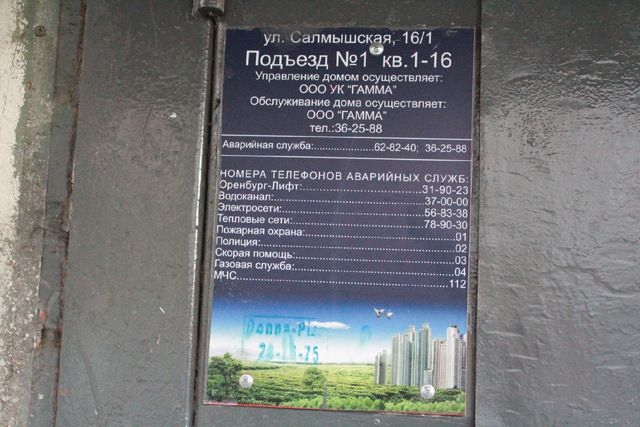 ул. Салмышская, 16/1
Подъезд №1 кв.1-16
Управление домом осуществляет:
ООО УК "ГАММА"
Обслуживание дома осуществляет:
ООО "ГАММА"
тел.:36-25-88
Аварийная служба:....................62-82-40; 36-25-88
НОМЕРА ТЕЛЕФОНОВ АВАРИЙНЫХ СЛУЖБ:
Оренбург-Лифт:..............................31-90-23
Водоканал:.....................................37-00-00
Электросети:...................................56-83-38
Тепловые сети:................................78-90-30
Пожарная охрана:...................................01
Полиция:...............................................02
Скорая помощь:.....................................03
Газовая служба:......................................04
МЧС:....................................................112